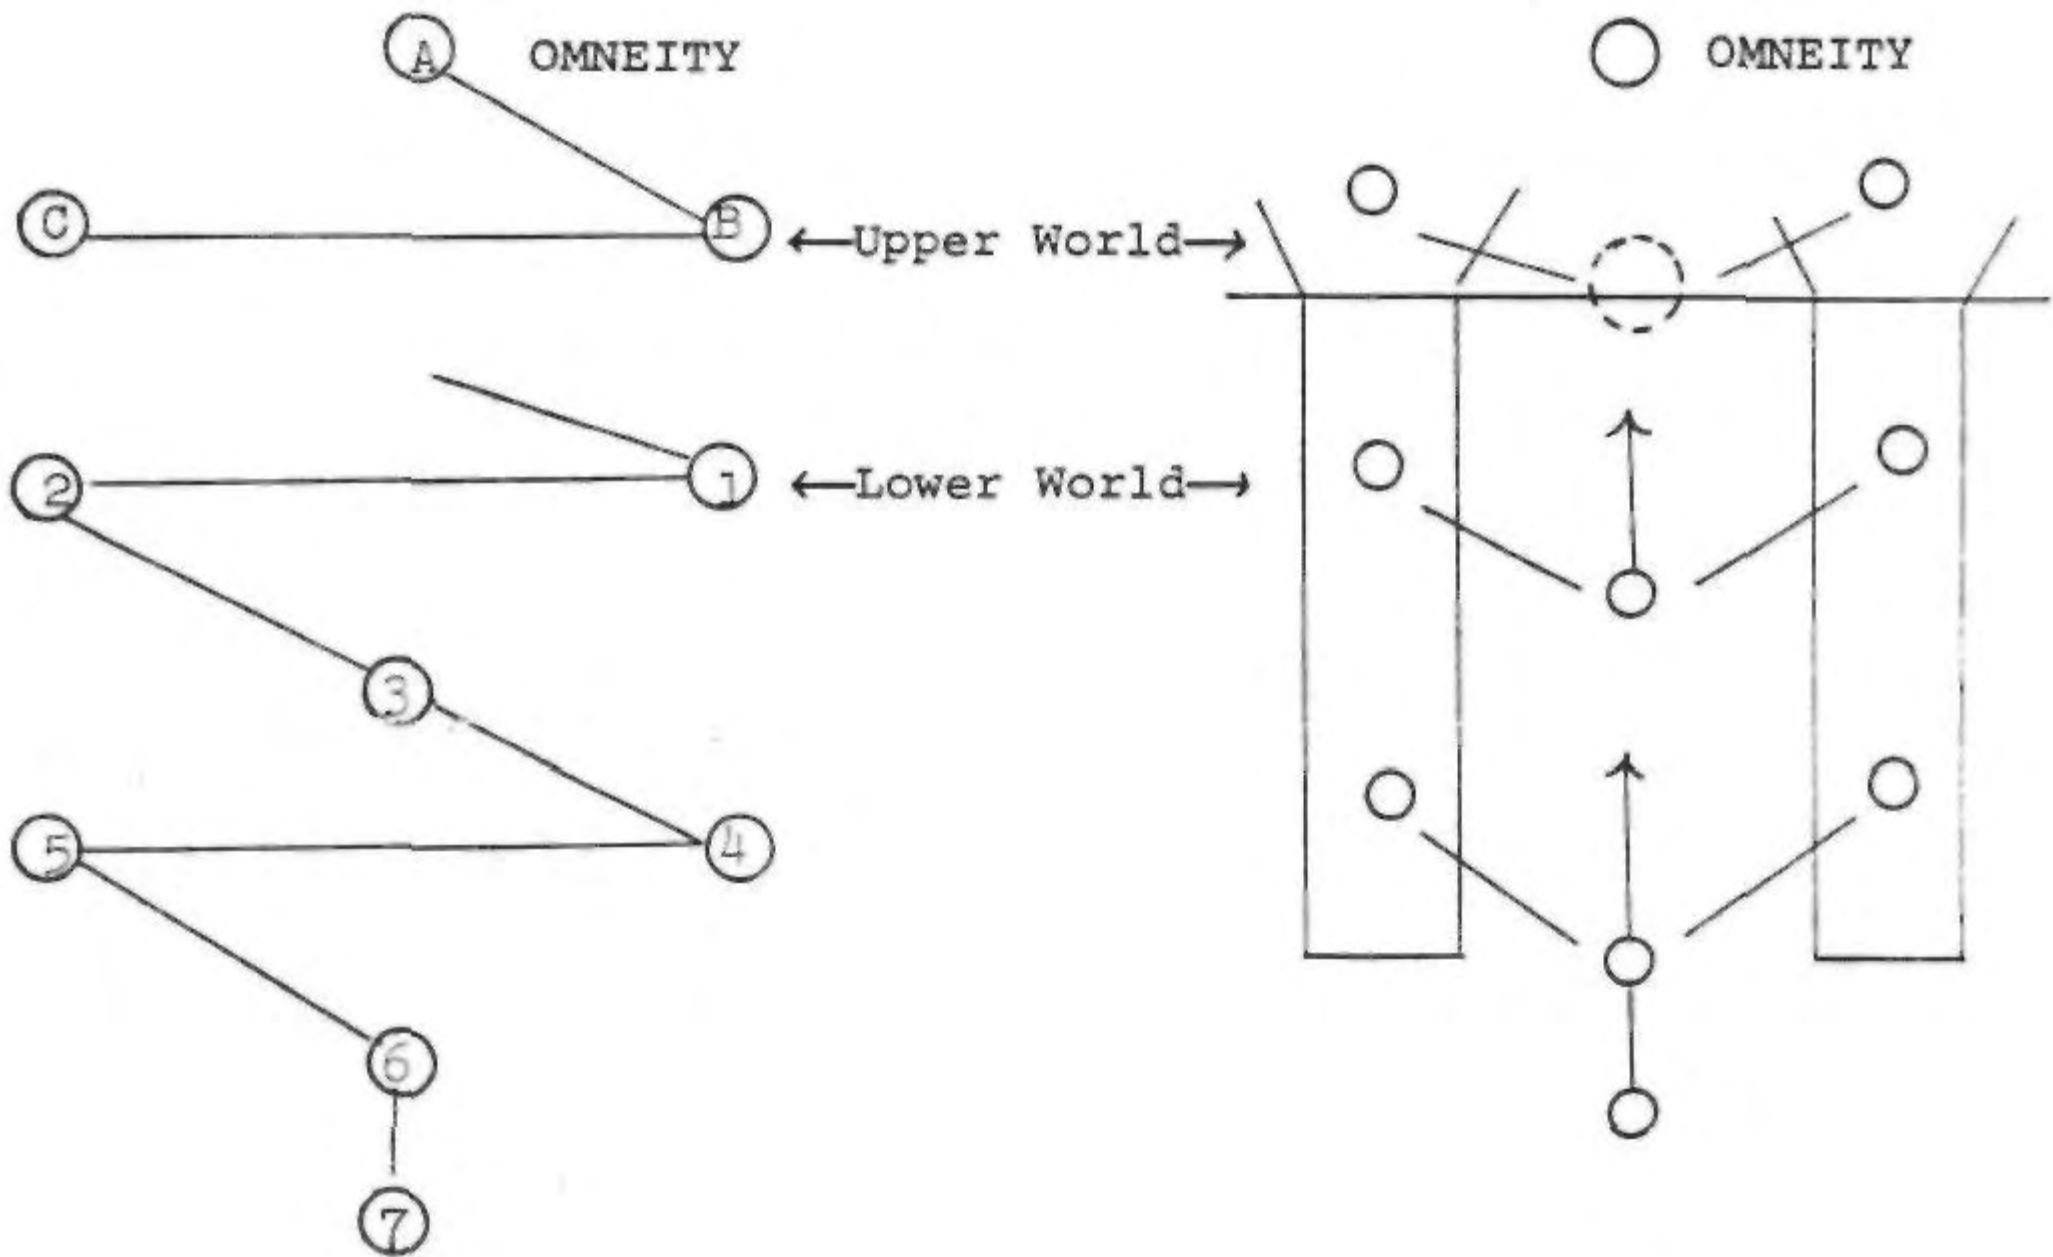 A OMNEITY OMNEITY
C B ←Upper World→
2 1 ←Lower World→
3
5 4
6
7